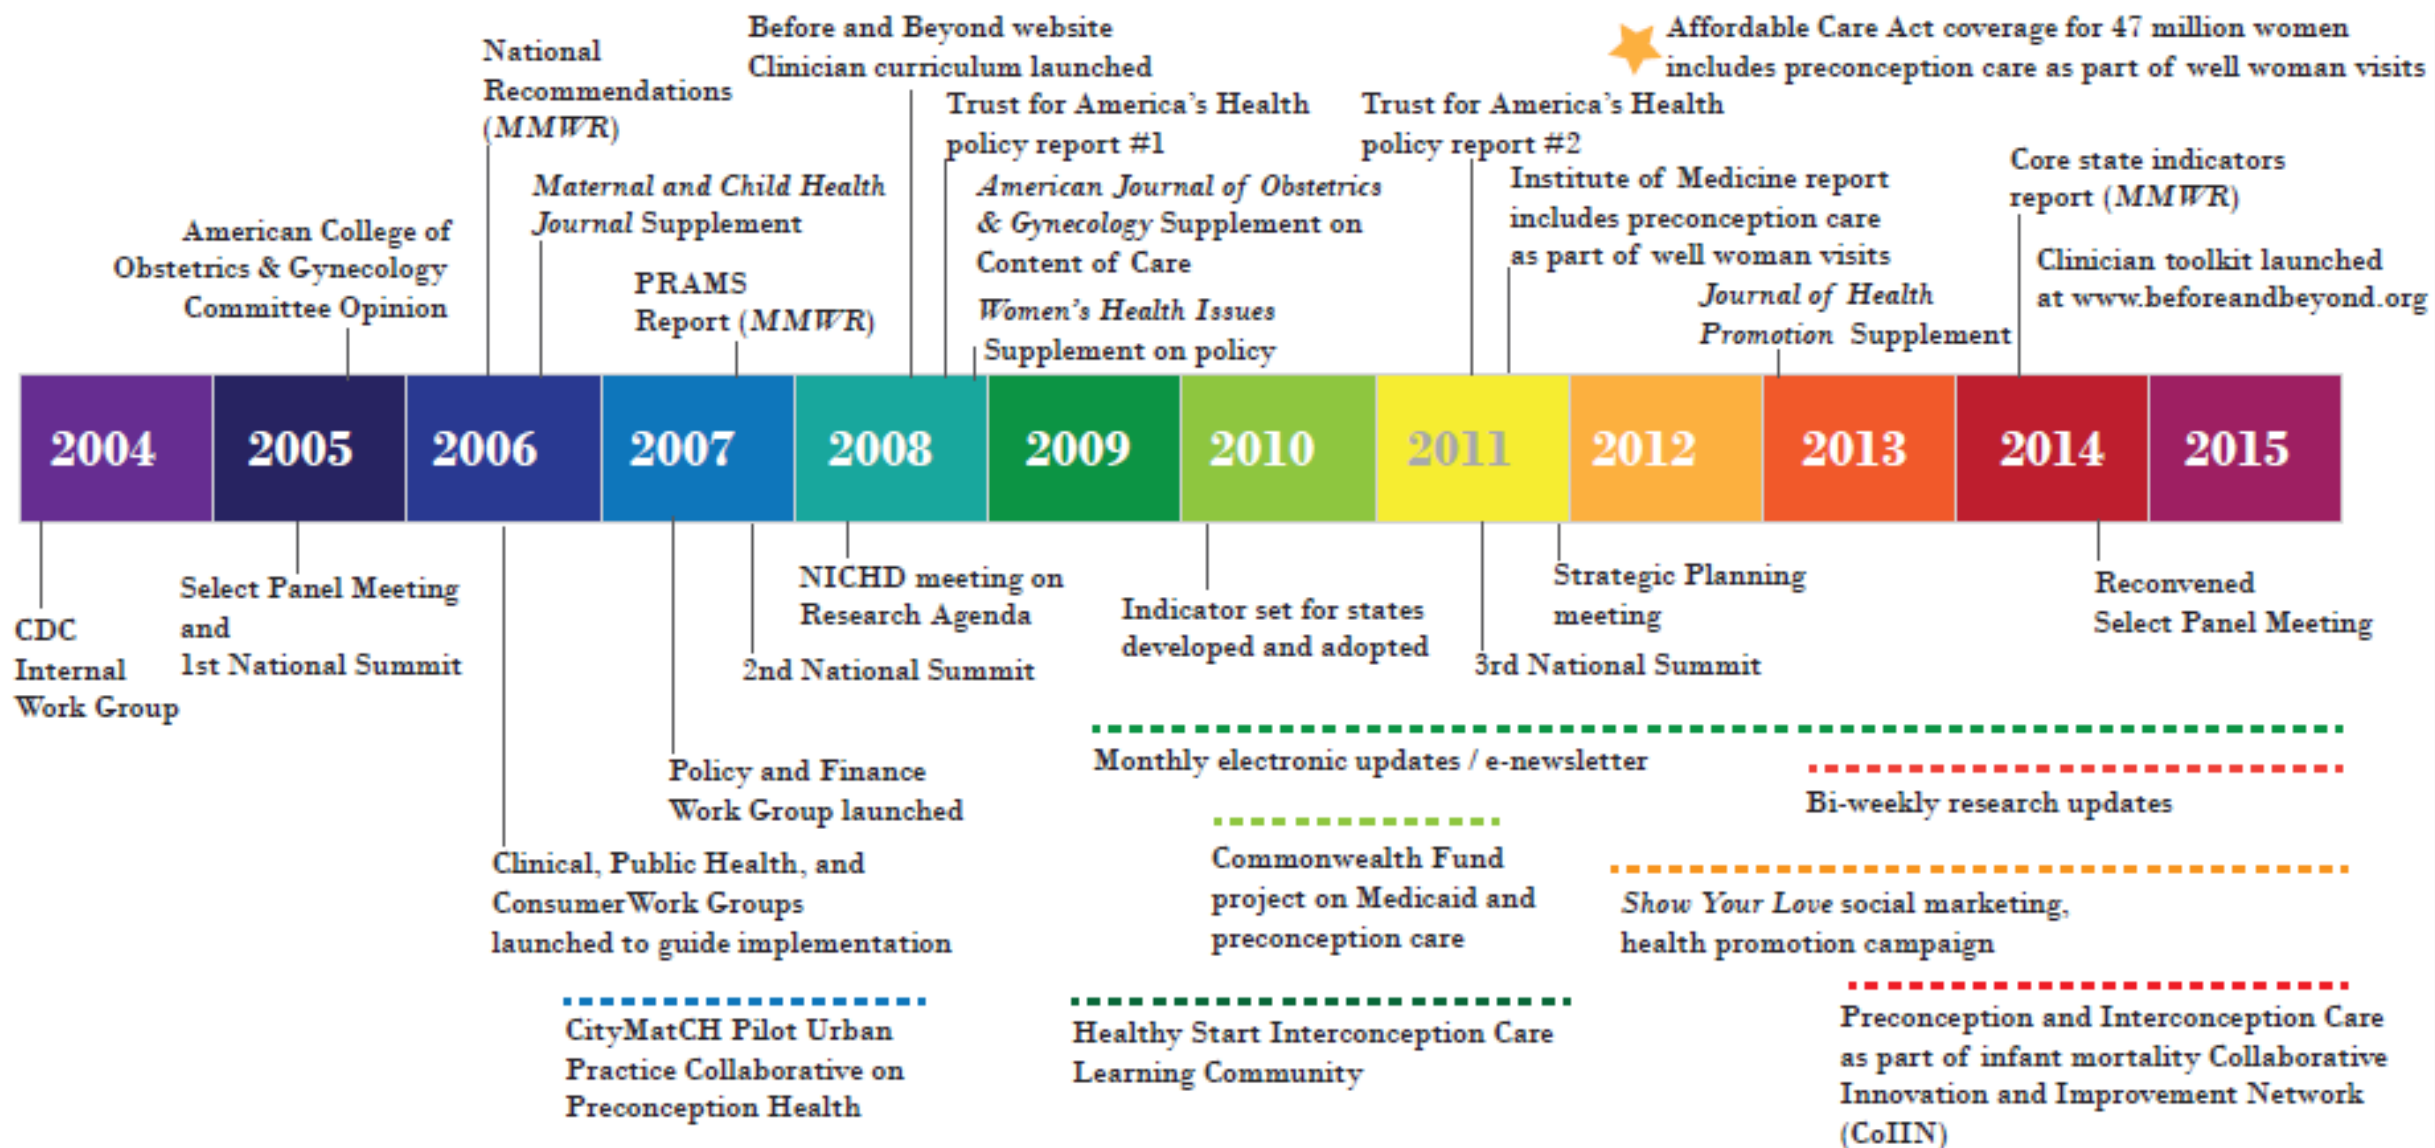 Before and Beyond website
Clinician curriculum launched
Affordable Care Act coverage for 47 million women
includes preconception care as part of well woman visits
National
Recommendations
(MMWR)
Trust for America's Health
policy report #1
Trust for America's Health
policy report #2
Maternal and Child Health
Journal Supplement
American Journal of Obstetrics
& Gynecology Supplement on
Content of Care
Institute of Medicine report
includes preconception care
as part of well woman visits
Core state indicators
report (MMWR)
American College of
Obstetrics & Gynecology
Committee Opinion
PRAMS
Report (MMWR)
Women's Health Issues
Supplement on policy
Journal of Health
Promotion Supplement
Clinician toolkit launched
at www.beforeandbeyond.org
2004
2005
2006
2007
2008
2009
2010
2011
2012
2013
2014
2015
CDC
Internal
Work Group
Select Panel Meeting
and
1st National Summit
NICHD meeting on
Research Agenda
2nd National Summit
Indicator set for states
developed and adopted
Strategic Planning
meeting
3rd National Summit
Reconvened
Select Panel Meeting
Policy and Finance
Work Group launched
Monthly electronic updates / e-newsletter
Bi-weekly research updates
Clinical, Public Health, and
ConsumerWork Groups
launched to guide implementation
Commonwealth Fund
project on Medicaid and
preconception care
Show Your Love social marketing,
health promotion campaign
CityMatCH Pilot Urban
Practice Collaborative on
Preconception Health
Healthy Start Interconception Care
Learning Community
Preconception and Interconception Care
as part of infant mortality Collaborative
Innovation and Improvement Network
(CoIIN)